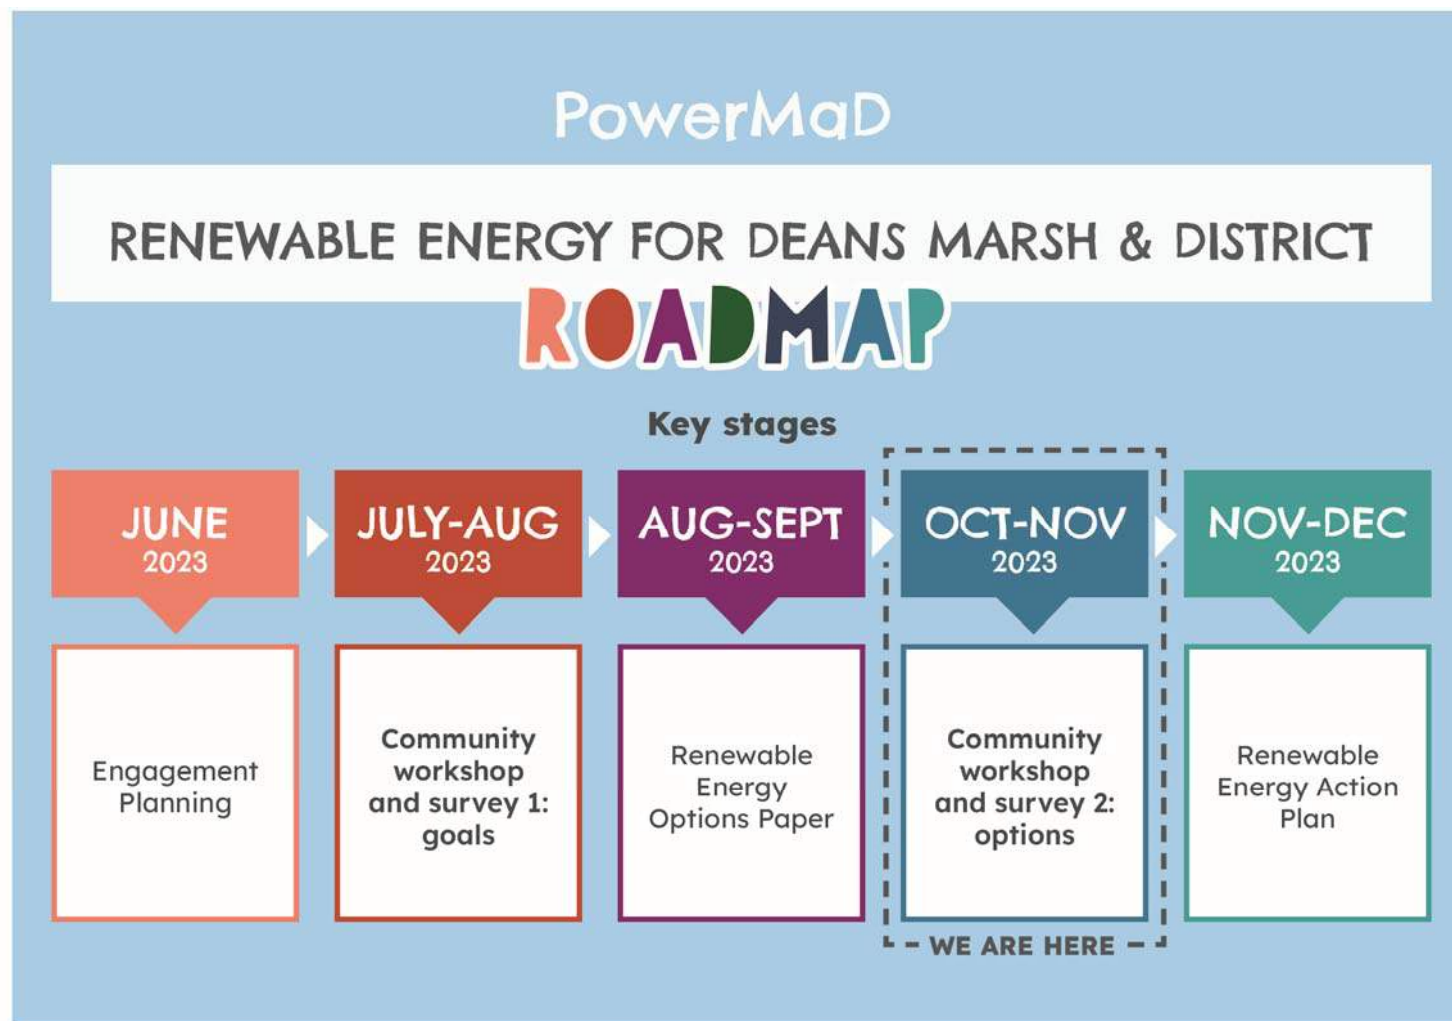 PowerMaD
RENEWABLE ENERGY FOR DEANS MARSH & DISTRICT
ROADMAP
Key stages
JUNE
2023
Engagement
Planning
JULY-AUG
2023
Community
workshop
and survey 1:
goals
AUG-SEPT
2023
Renewable
Energy
Options Paper
OCT-NOV
2023
Community
workshop
and survey 2:
options
WE ARE HERE
NOV-DEC
2023
Renewable
Energy Action
Plan